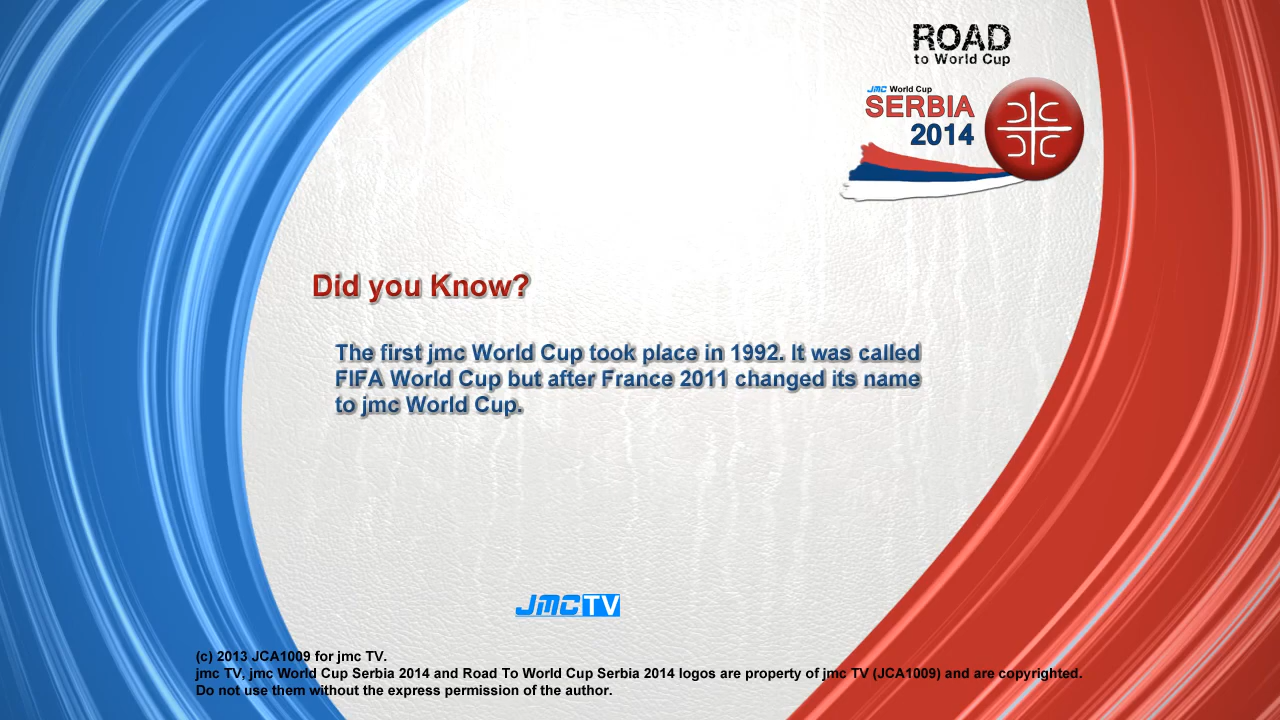 ROAD
to World Cup
JMC World Cup
SERBIA
2014
Did you Know?
The first jmc World Cup took place in 1992. It was called
FIFA World Cup but after France 2011 changed its name
to jmc World Cup.
JMCTV
(c) 2013 JCA1009 for jmc TV.
jmc TV, jmc World Cup Serbia 2014 and Road To World Cup Serbia 2014 logos are property of jmc TV (JCA1009) and are copyrighted.
Do not use them without the express permission of the author.